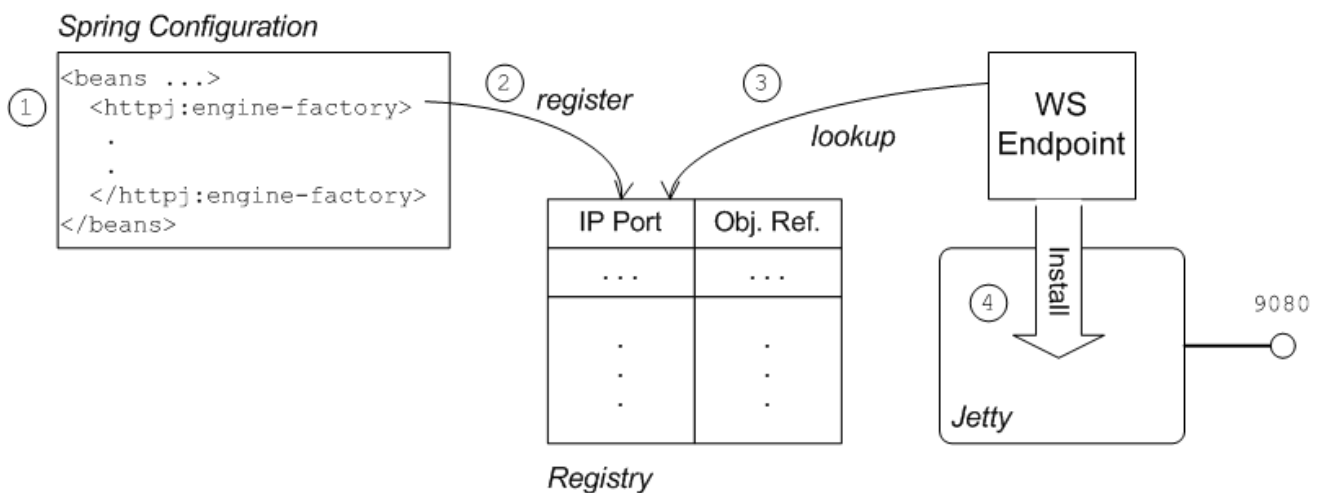 Spring Configuration
1
<beans ...>
<httpj:engine-factory>
.
.
</httpj:engine-factory>
</beans>
2
register
3
lookup
WS
Endpoint
IP Port Obj. Ref.
... ...
. .
. .
. .
Registry
Install
4
Jetty
9080